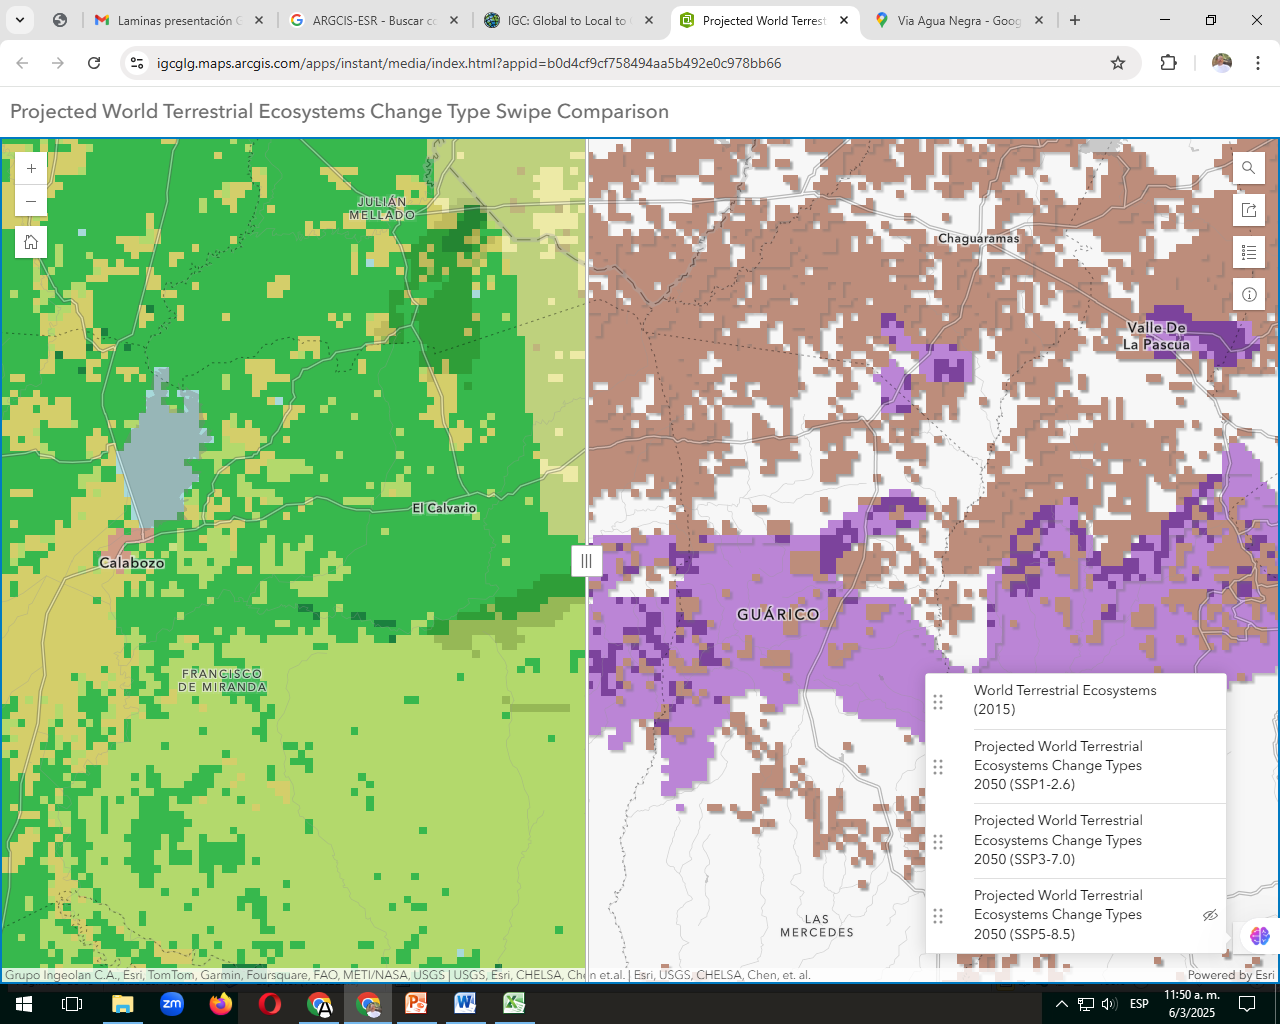 Laminas presentación G
ARGCIS-ESR - Buscar co
IGC: Global to Local to G
Projected World Terrest
Via Agua Negra - Goog
igcglg.maps.arcgis.com/apps/instant/media/index.html?appid=b0d4cf9cf758494aa5b492e0c978bb66
Projected World Terrestrial Ecosystems Change Type Swipe Comparison
JULIÁN
MELLADO
Chaguaramas
Valle De
La Pascua
El Calvario
Calabozo
GUÁRICO
FRANCISCO
DE MIRANDA
LAS
MERCEDES
World Terrestrial Ecosystems
(2015)
Projected World Terrestrial
Ecosystems Change Types
2050 (SSP1-2.6)
Projected World Terrestrial
Ecosystems Change Types
2050 (SSP3-7.0)
Projected World Terrestrial
Ecosystems Change Types
2050 (SSP5-8.5)
Grupo Ingeolan C.A., Esri, TomTom, Garmin, Foursquare, FAO, METI/NASA, USGS | USGS, Esri, CHELSA, Chen et.al. | Esri, USGS, CHELSA, Chen, et. al.
Powered by Esri
zm
ESP
11:50 a. m.
6/3/2025